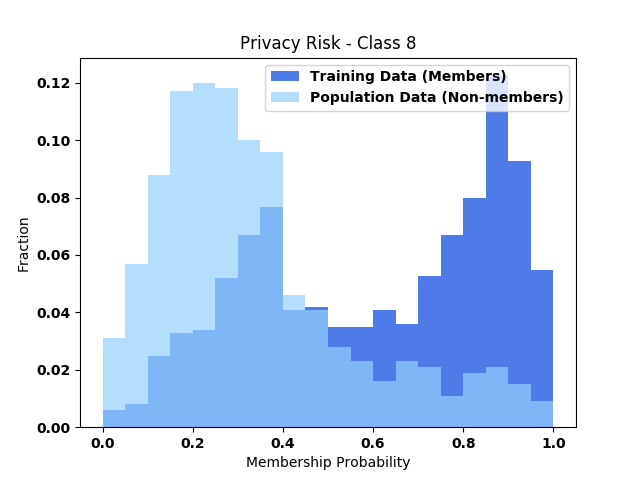 Privacy Risk - Class 8
Training Data (Members)
Population Data (Non-members)
0.12
0.10
0.08
0.06
0.04
0.02
0.00
Fraction
0.0 0.2 0.4 0.6 0.8 1.0
Membership Probability